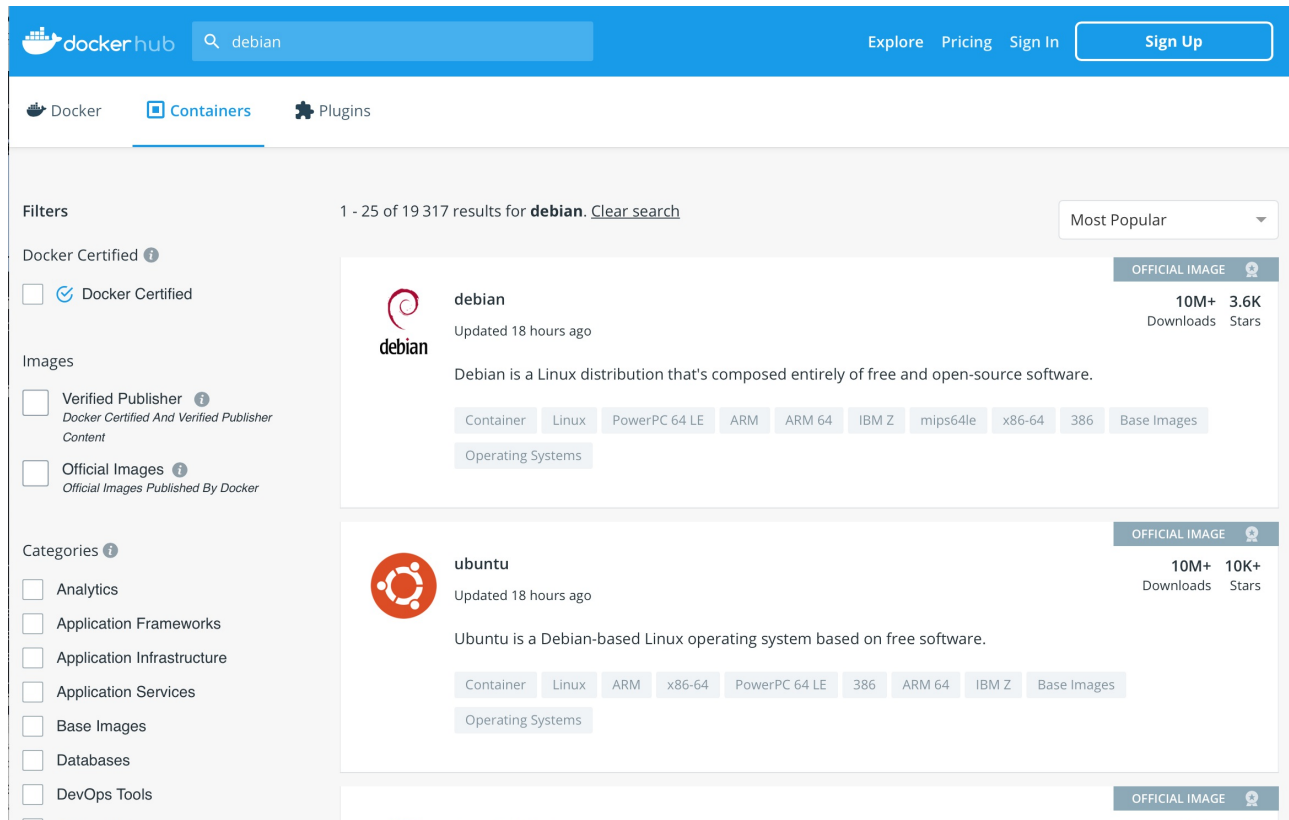 dockerhub
debian
Explore Pricing Sign In Sign Up
Docker Containers Plugins
Filters
1 - 25 of 19 317 results for debian. Clear search
Most Popular
Docker Certified
Docker Certified
Images
Verified Publisher
Docker Certified And Verified Publisher
Content
Official Images
Official Images Published By Docker
Categories
Analytics
Application Frameworks
Application Infrastructure
Application Services
Base Images
Databases
DevOps Tools
OFFICIAL IMAGE
debian
debian
Updated 18 hours ago
10M+ 3.6K
Downloads Stars
Debian is a Linux distribution that's composed entirely of free and open-source software.
Container Linux PowerPC 64 LE ARM ARM 64 IBM Z mips64le x86-64 386 Base Images
Operating Systems
OFFICIAL IMAGE
ubuntu
Updated 18 hours ago
10M+ 10K+
Downloads Stars
Ubuntu is a Debian-based Linux operating system based on free software.
Container Linux ARM x86-64 PowerPC 64 LE 386 ARM 64 IBM Z Base Images
Operating Systems
OFFICIAL IMAGE